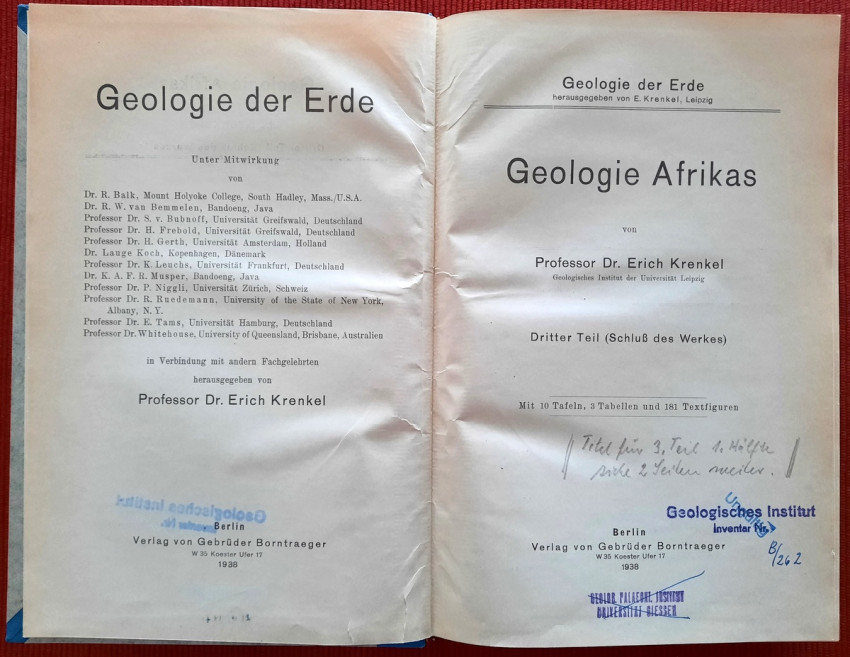 Geologie der Erde
Unter Mitwirkung
von
Dr. R. Balk, Mount Holyoke College, South Hadley, Mass./U.S.A.
Dr. R. W. van Bemmelen, Bandoeng, Java
Professor Dr. S. v. Bubnoff, Universität Greifswald, Deutschland
Professor Dr. H. Frebold, Universität Greifswald, Deutschland
Professor Dr. H. Gerth, Universität Amsterdam, Holland
Dr. Lauge Koch, Kopenhagen, Dänemark
Professor Dr. K. Leuchs, Universität Frankfurt, Deutschland
Dr. K. A. F. R. Musper, Bandoeng, Java
Professor Dr. P. Niggli, Universität Zürich, Schweiz
Professor Dr. R. Ruedemann, University of the State of New York,
Albany, N. Y.
Professor Dr. E. Tams, Universität Hamburg, Deutschland
Professor Dr. Whitehouse, University of Queensland, Brisbane, Australien
in Verbindung mit andern Fachgelehrten
herausgegeben von
Professor Dr. Erich Krenkel
Geologisches Institut
Inventar Nr.
Berlin
Verlag von Gebrüder Borntraeger
W 35 Koester Ufer 17
1938
Geologie der Erde
herausgegeben von E. Krenkel, Leipzig
Geologie Afrikas
von
Professor Dr. Erich Krenkel
Geologisches Institut der Universität Leipzig
Dritter Teil (Schluß des Werkes)
Mit 10 Tafeln, 3 Tabellen und 181 Textfiguren
Titel für 3. Teil 1. Hälfte
siehe 2 Seiten weiter.
Ungültig
Geologisches Institut
Inventar Nr.
B/262
Berlin
Verlag von Gebrüder Borntraeger
W 35 Koester Ufer 17
1938
GEOLOG. PALAEONT. INSTITUT
UNIVERSITÄT GIESSEN